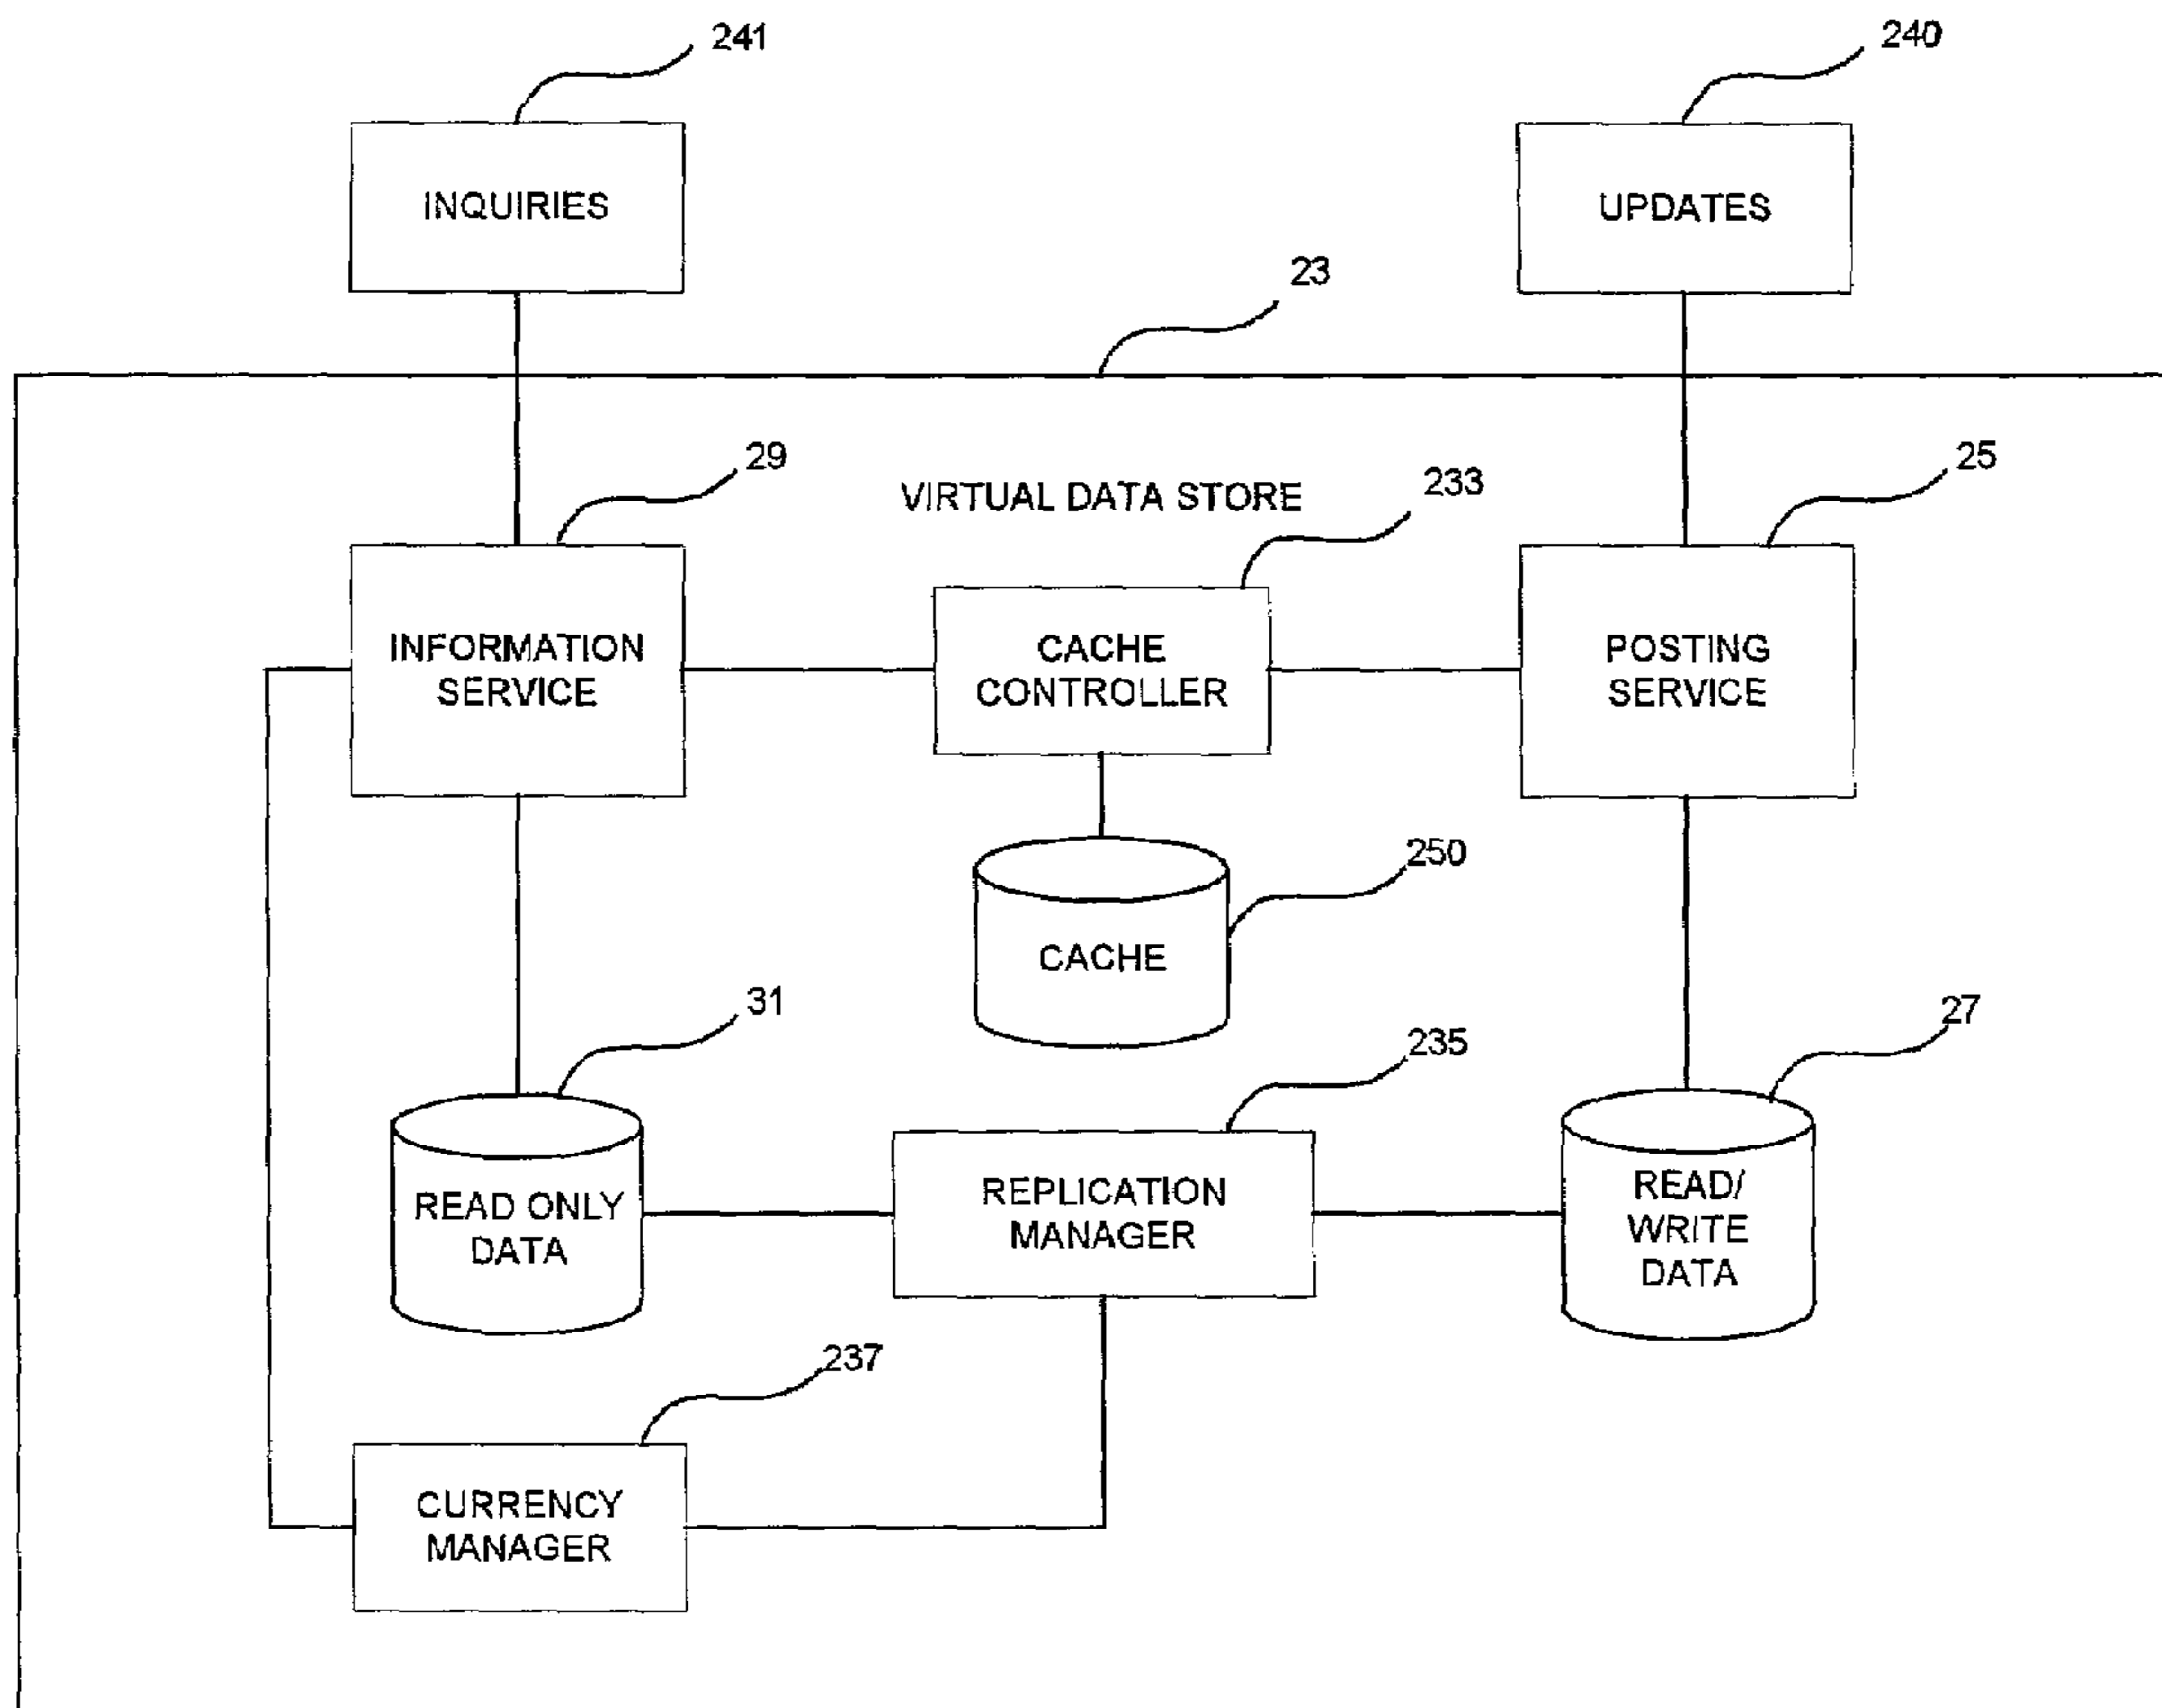 241
240
INQUIRIES
UPDATES
23
29
VIRTUAL DATA STORE
233
25
INFORMATION
SERVICE
CACHE
CONTROLLER
POSTING
SERVICE
250
CACHE
31
235
27
READ ONLY
DATA
REPLICATION
MANAGER
READ/
WRITE
DATA
237
CURRENCY
MANAGER